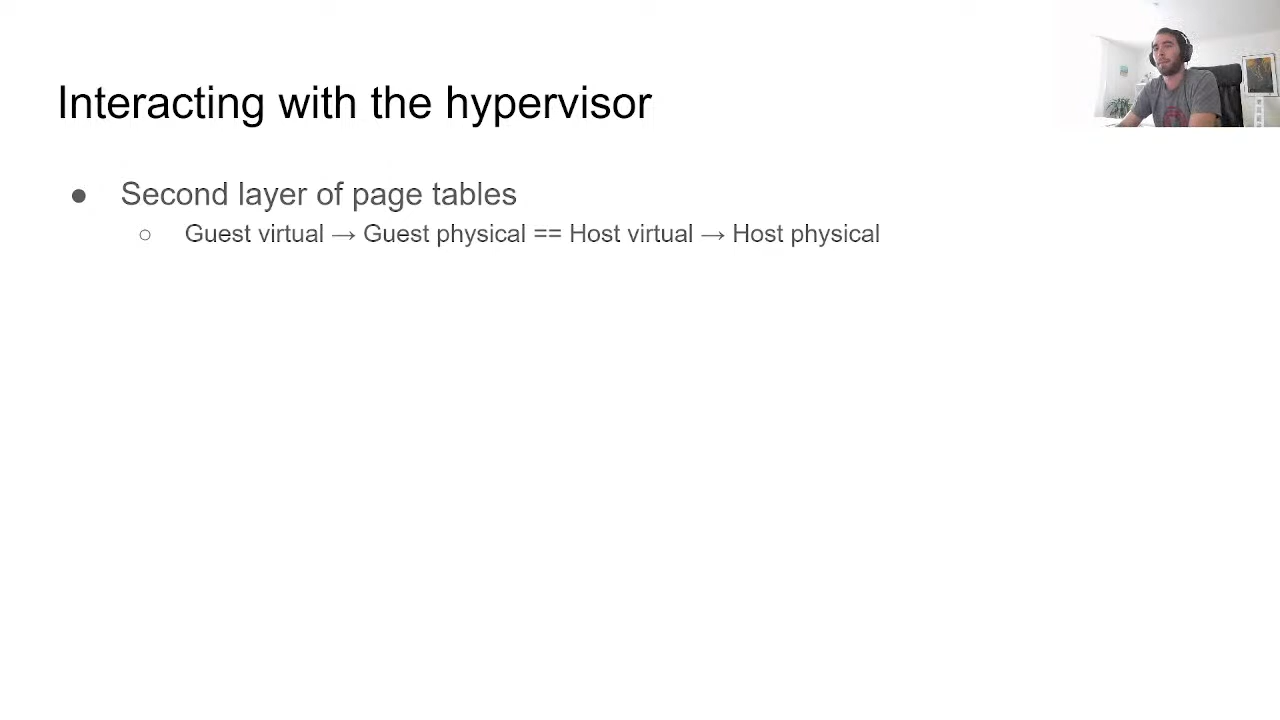 Interacting with the hypervisor
● Second layer of page tables
○ Guest virtual → Guest physical == Host virtual → Host physical